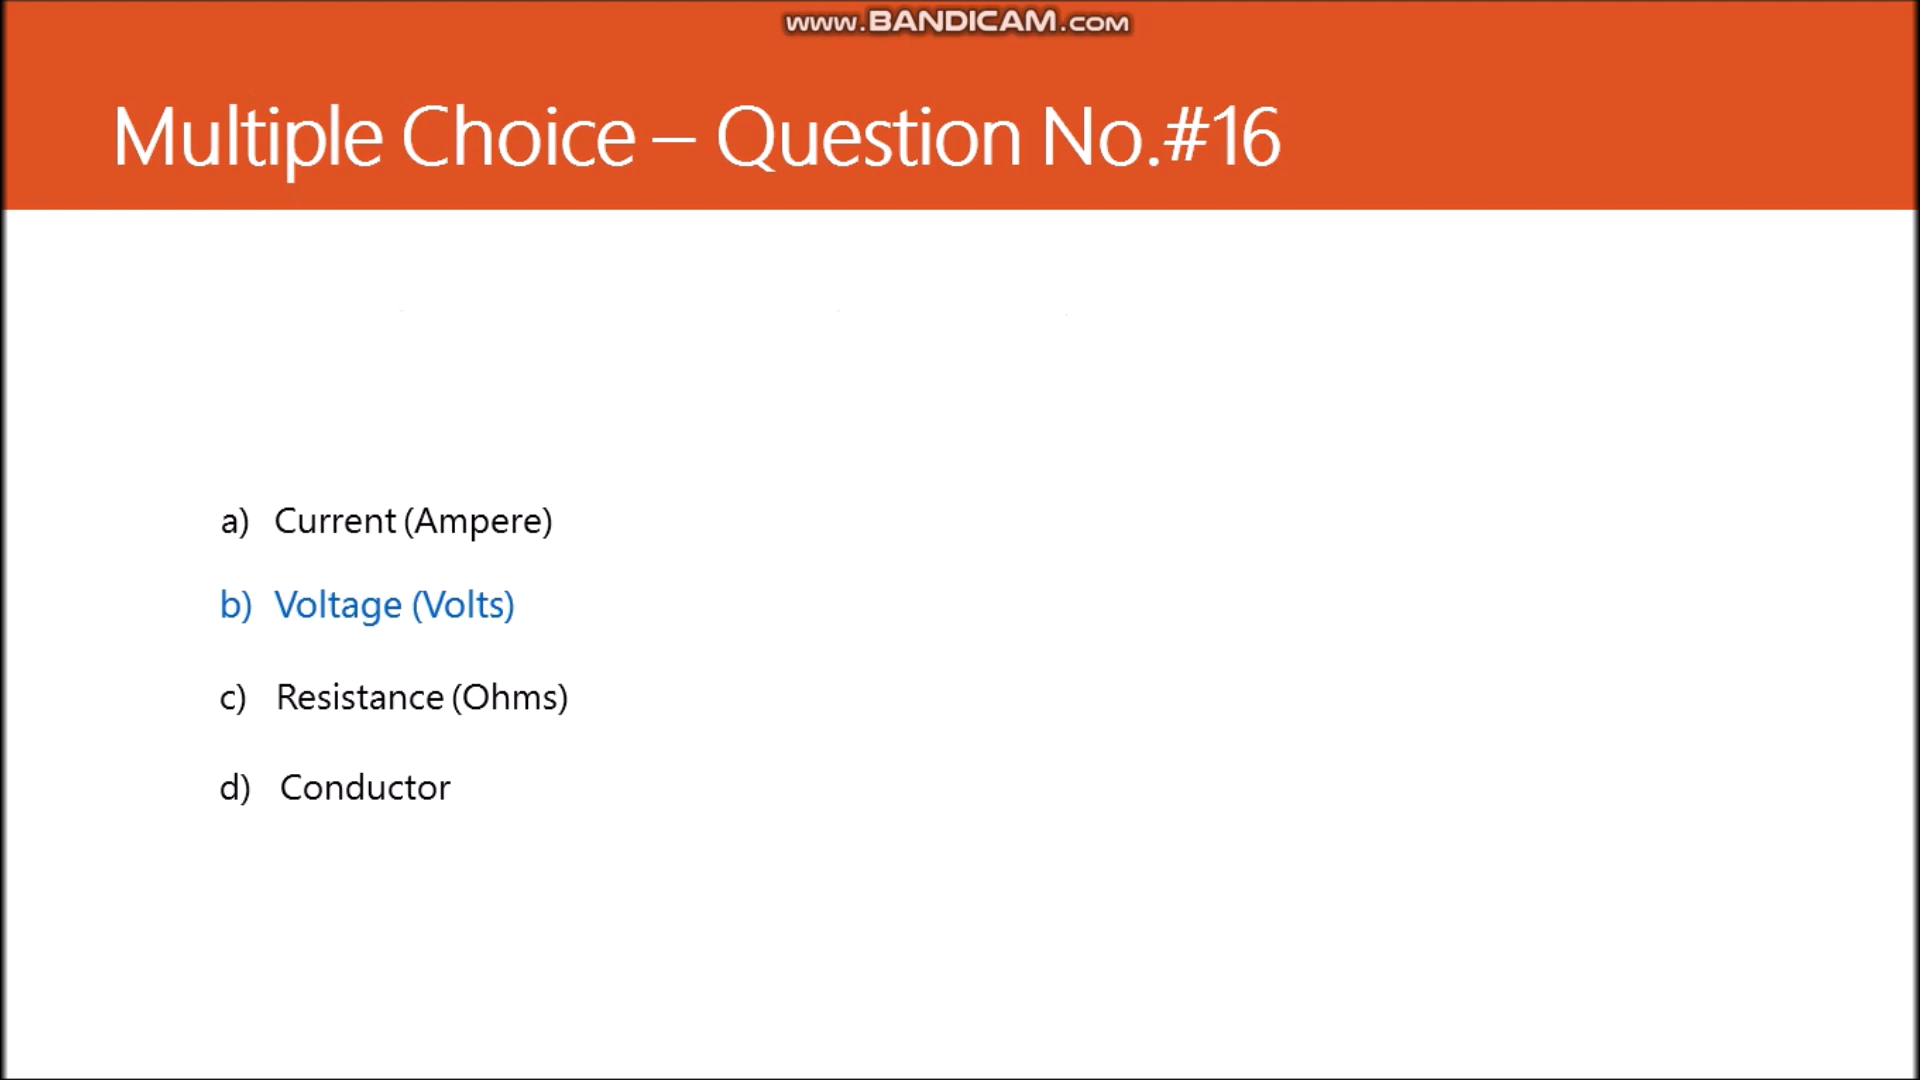 www.BANDICAM.com
Multiple Choice – Question No.#16
a) Current (Ampere)
b) Voltage (Volts)
c) Resistance (Ohms)
d) Conductor